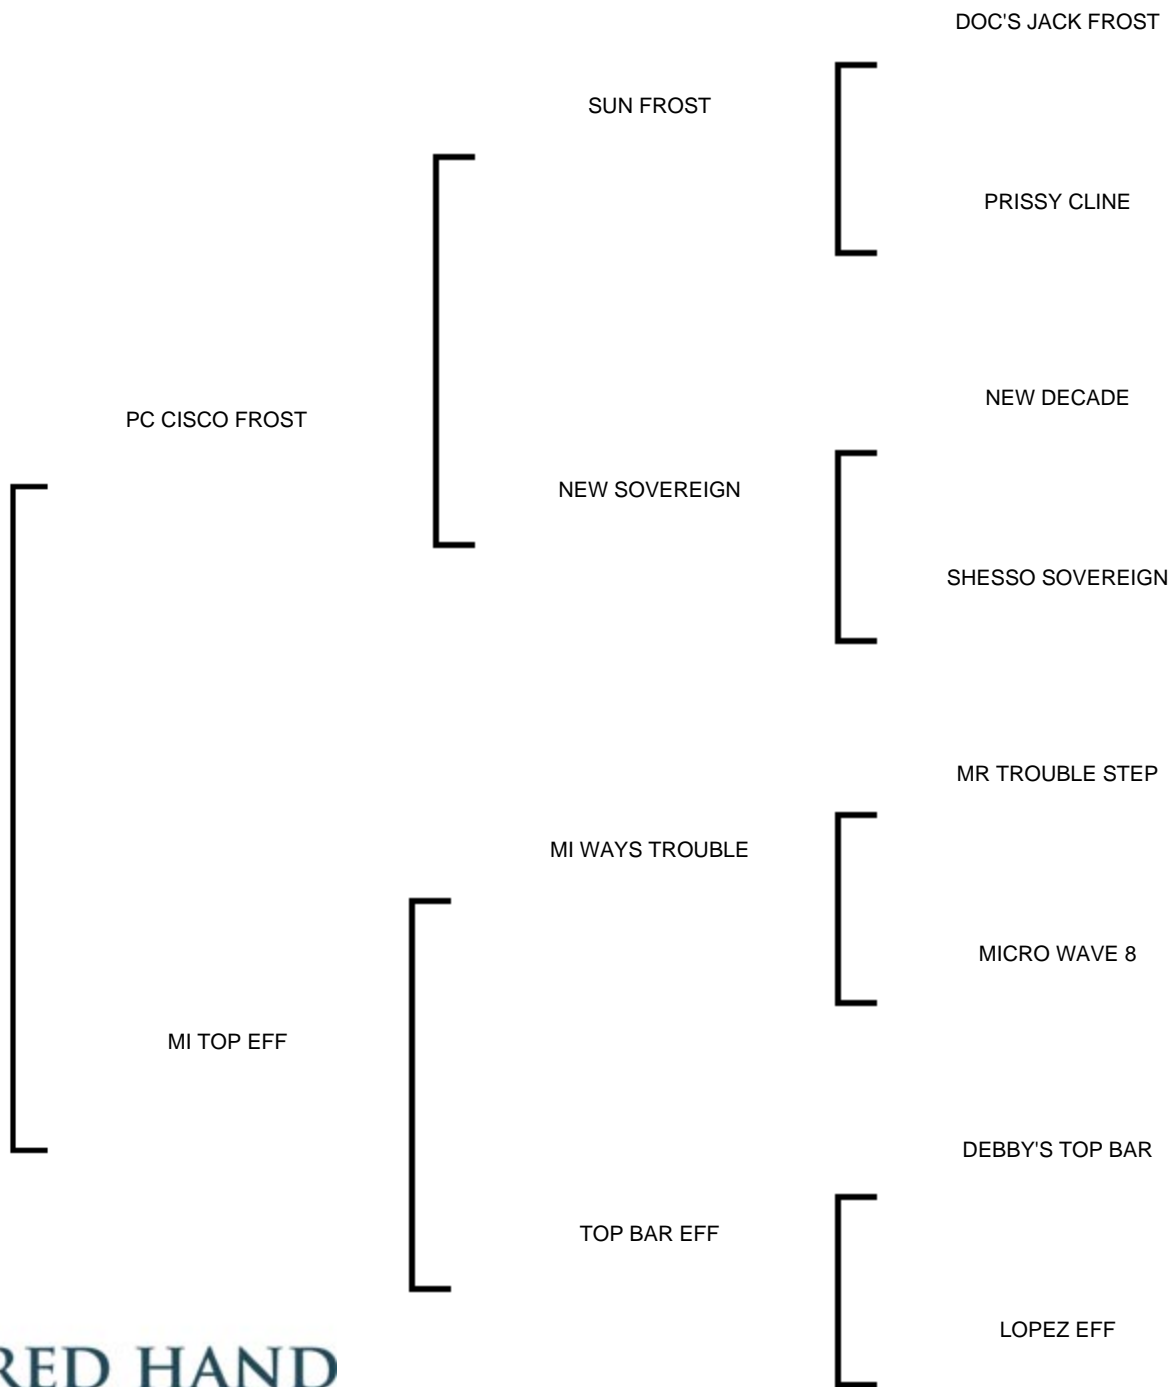 DOC'S JACK FROST
SUN FROST
PRISSY CLINE
NEW DECADE
PC CISCO FROST
NEW SOVEREIGN
SHESSO SOVEREIGN
MR TROUBLE STEP
MI WAYS TROUBLE
MICRO WAVE 8
MI TOP EFF
DEBBY'S TOP BAR
TOP BAR EFF
LOPEZ EFF
RED HAND